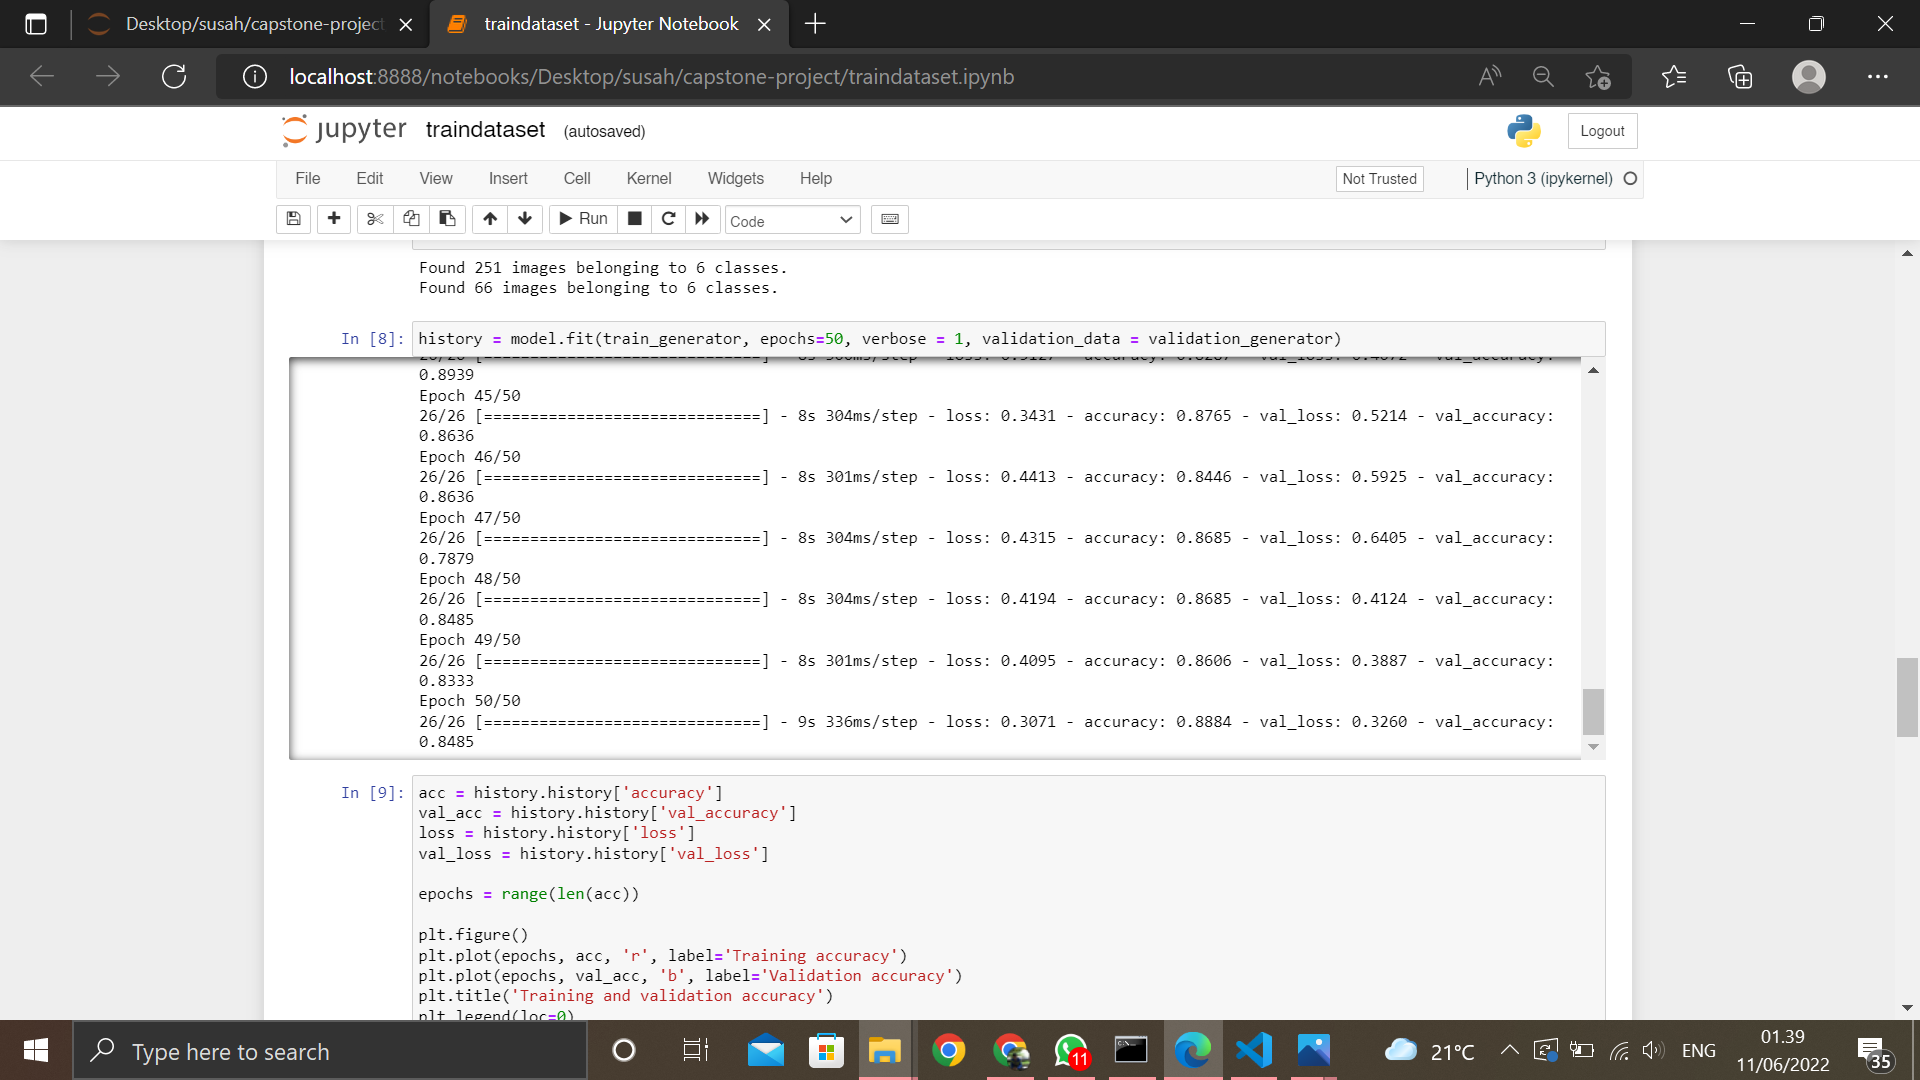 Desktop/susah/capstone-project
traindataset - Jupyter Notebook
localhost:8888/notebooks/Desktop/susah/capstone-project/traindataset.ipynb
jupyter traindataset (autosaved)
Logout
File Edit View Insert Cell Kernel Widgets Help
Not Trusted
Python 3 (ipykernel)
Run
Code
Found 251 images belonging to 6 classes.
Found 66 images belonging to 6 classes.
In [8]: history = model.fit(train_generator, epochs=50, verbose = 1, validation_data = validation_generator)
0.8939
Epoch 45/50
26/26 [==============================] - 8s 304ms/step - loss: 0.3431 - accuracy: 0.8765 - val_loss: 0.5214 - val_accuracy:
0.8636
Epoch 46/50
26/26 [==============================] - 8s 301ms/step - loss: 0.4413 - accuracy: 0.8446 - val_loss: 0.5925 - val_accuracy:
0.8636
Epoch 47/50
26/26 [==============================] - 8s 304ms/step - loss: 0.4315 - accuracy: 0.8685 - val_loss: 0.6405 - val_accuracy:
0.7879
Epoch 48/50
26/26 [==============================] - 8s 304ms/step - loss: 0.4194 - accuracy: 0.8685 - val_loss: 0.4124 - val_accuracy:
0.8485
Epoch 49/50
26/26 [==============================] - 8s 301ms/step - loss: 0.4095 - accuracy: 0.8606 - val_loss: 0.3887 - val_accuracy:
0.8333
Epoch 50/50
26/26 [==============================] - 9s 336ms/step - loss: 0.3071 - accuracy: 0.8884 - val_loss: 0.3260 - val_accuracy:
0.8485
In [9]: acc = history.history['accuracy']
val_acc = history.history['val_accuracy']
loss = history.history['loss']
val_loss = history.history['val_loss']
epochs = range(len(acc))
plt.figure()
plt.plot(epochs, acc, 'r', label='Training accuracy')
plt.plot(epochs, val_acc, 'b', label='Validation accuracy')
plt.title('Training and validation accuracy')
plt.legend(loc=0)
Type here to search
11
21°C
ENG
01.39
11/06/2022
35